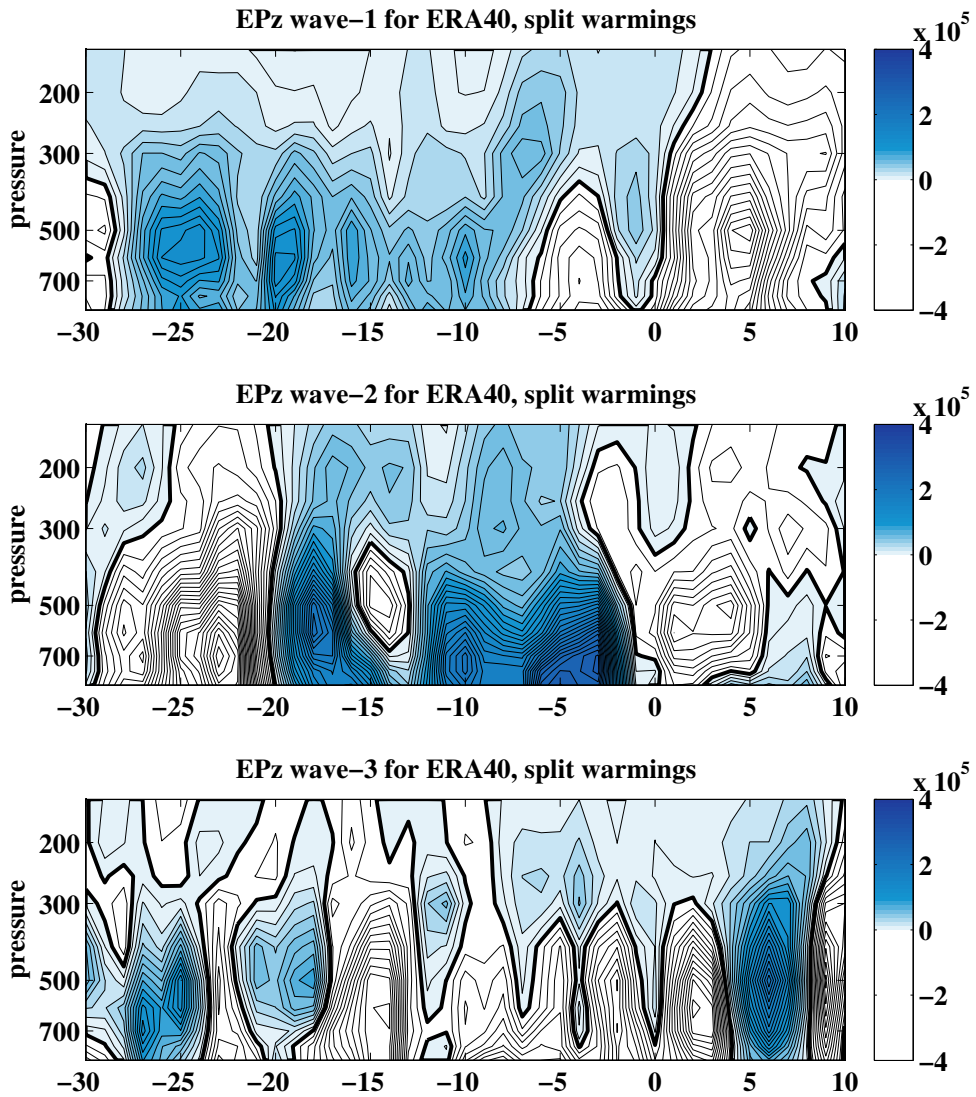 EPz wave−1 for ERA40, split warmings
x 10^5
pressure
200
300
500
700
−30 −25 −20 −15 −10 −5 0 5 10
4
2
0
−2
−4
EPz wave−2 for ERA40, split warmings
x 10^5
pressure
200
300
500
700
−30 −25 −20 −15 −10 −5 0 5 10
4
2
0
−2
−4
EPz wave−3 for ERA40, split warmings
x 10^5
pressure
200
300
500
700
−30 −25 −20 −15 −10 −5 0 5 10
4
2
0
−2
−4